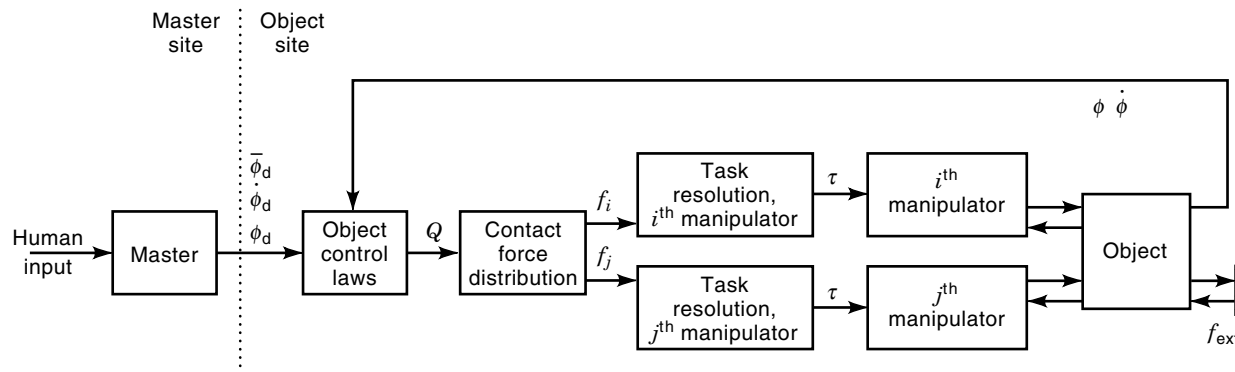 Master
site
Object
site
ϕ ϕ̇
ϕ̅d
ϕ̇d
ϕd
Human
input
Master
Object
control
laws
Q
Contact
force
distribution
fi
fj
Task
resolution,
ith manipulator
τ
ith
manipulator
Task
resolution,
jth manipulator
τ
jth
manipulator
Object
fext